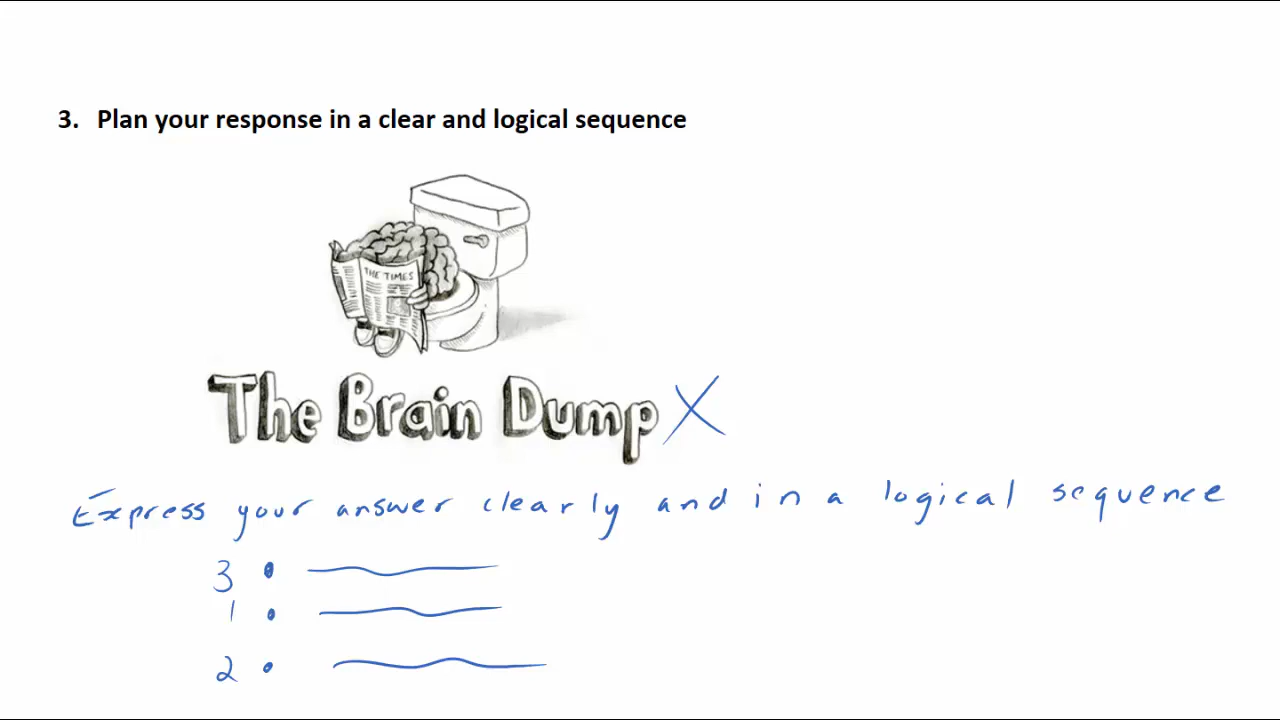 3. Plan your response in a clear and logical sequence
THE TIMES
The Brain Dump X
Express your answer clearly and in a logical sequence
3 •
1 •
2 •